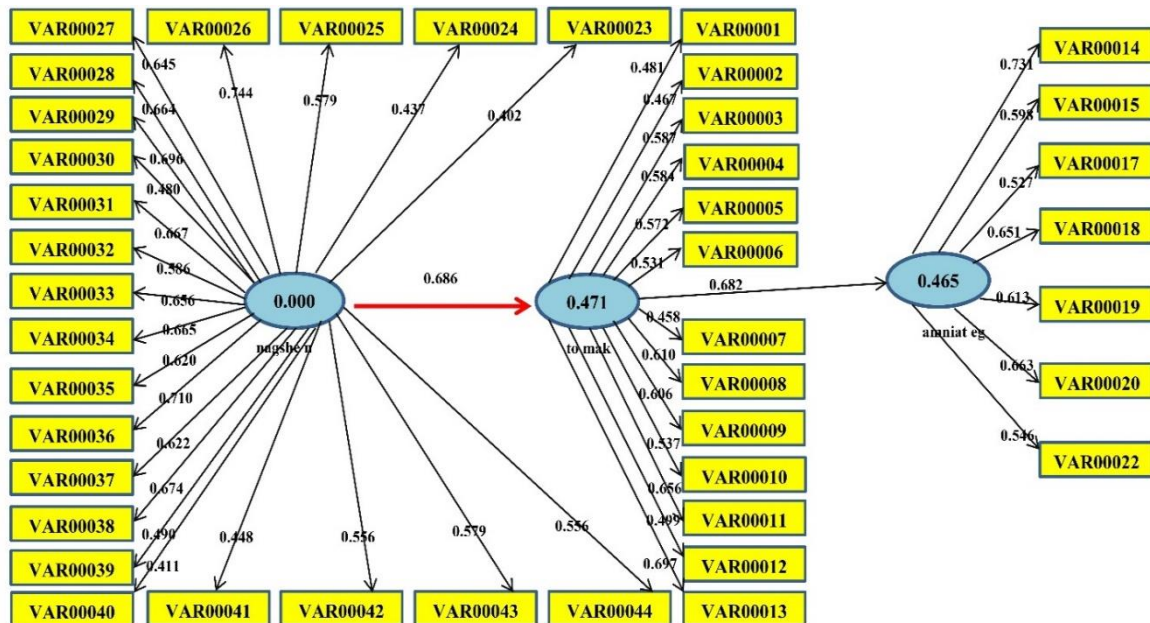 VAR00027
VAR00026
VAR00025
VAR00024
VAR00023
VAR00028
VAR00029
VAR00030
VAR00031
VAR00032
VAR00033
VAR00034
VAR00035
VAR00036
VAR00037
VAR00038
VAR00039
VAR00040
VAR00041
VAR00042
VAR00043
VAR00044
0.645
0.744
0.579
0.437
0.402
0.664
0.696
0.480
0.667
0.586
0.656
0.665
0.620
0.710
0.622
0.674
0.490
0.411
0.448
0.556
0.579
0.556
0.000
nagshe n
0.686
0.471
to mak
VAR00001
VAR00002
VAR00003
VAR00004
VAR00005
VAR00006
VAR00007
VAR00008
VAR00009
VAR00010
VAR00011
VAR00012
VAR00013
0.481
0.467
0.587
0.584
0.572
0.531
0.458
0.610
0.606
0.537
0.656
0.499
0.697
0.682
0.465
amniat eg
VAR00014
VAR00015
VAR00017
VAR00018
VAR00019
VAR00020
VAR00022
0.731
0.598
0.527
0.651
0.613
0.663
0.546